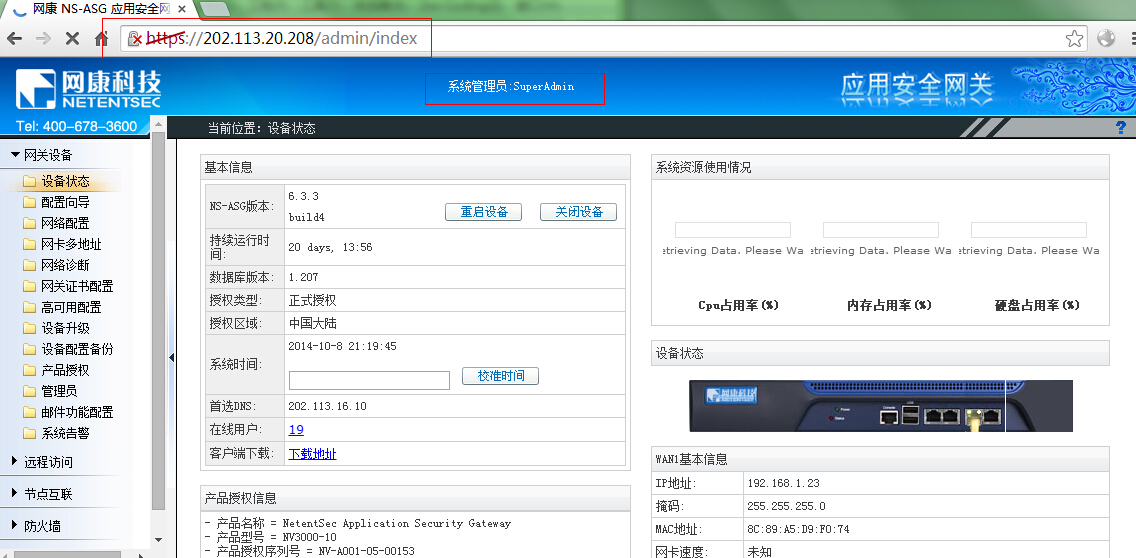 网康 NS-ASG 应用安全网
https://202.113.20.208/admin/index
网康科技
NETENTSEC
Tel: 400-678-3600
系统管理员:SuperAdmin
应用安全网关
当前位置：设备状态
?
网关设备
设备状态
配置向导
网络配置
网卡多地址
网络诊断
网关证书配置
高可用配置
设备升级
设备配置备份
产品授权
管理员
邮件功能配置
系统告警
远程访问
节点互联
防火墙
基本信息
NS-ASG版本: 6.3.3
build4
重启设备 关闭设备
持续运行时间: 20 days, 13:56
数据库版本: 1.207
授权类型: 正式授权
授权区域: 中国大陆
系统时间: 2014-10-8 21:19:45
校准时间
首选DNS: 202.113.16.10
在线用户: 19
客户端下载: 下载地址
产品授权信息
- 产品名称 = NetentSec Application Security Gateway
- 产品型号 = NV3000-10
- 产品授权序列号 = NV-A001-05-00153
系统资源使用情况
etrieving Data. Please Wa etrieving Data. Please Wa etrieving Data. Please Wa
Cpu占用率(%) 内存占用率(%) 硬盘占用率(%)
设备状态
网康科技
NETENTSEC
WAN1基本信息
IP地址: 192.168.1.23
掩码: 255.255.255.0
MAC地址: 8C:89:A5:D9:F0:74
网卡速度: 未知